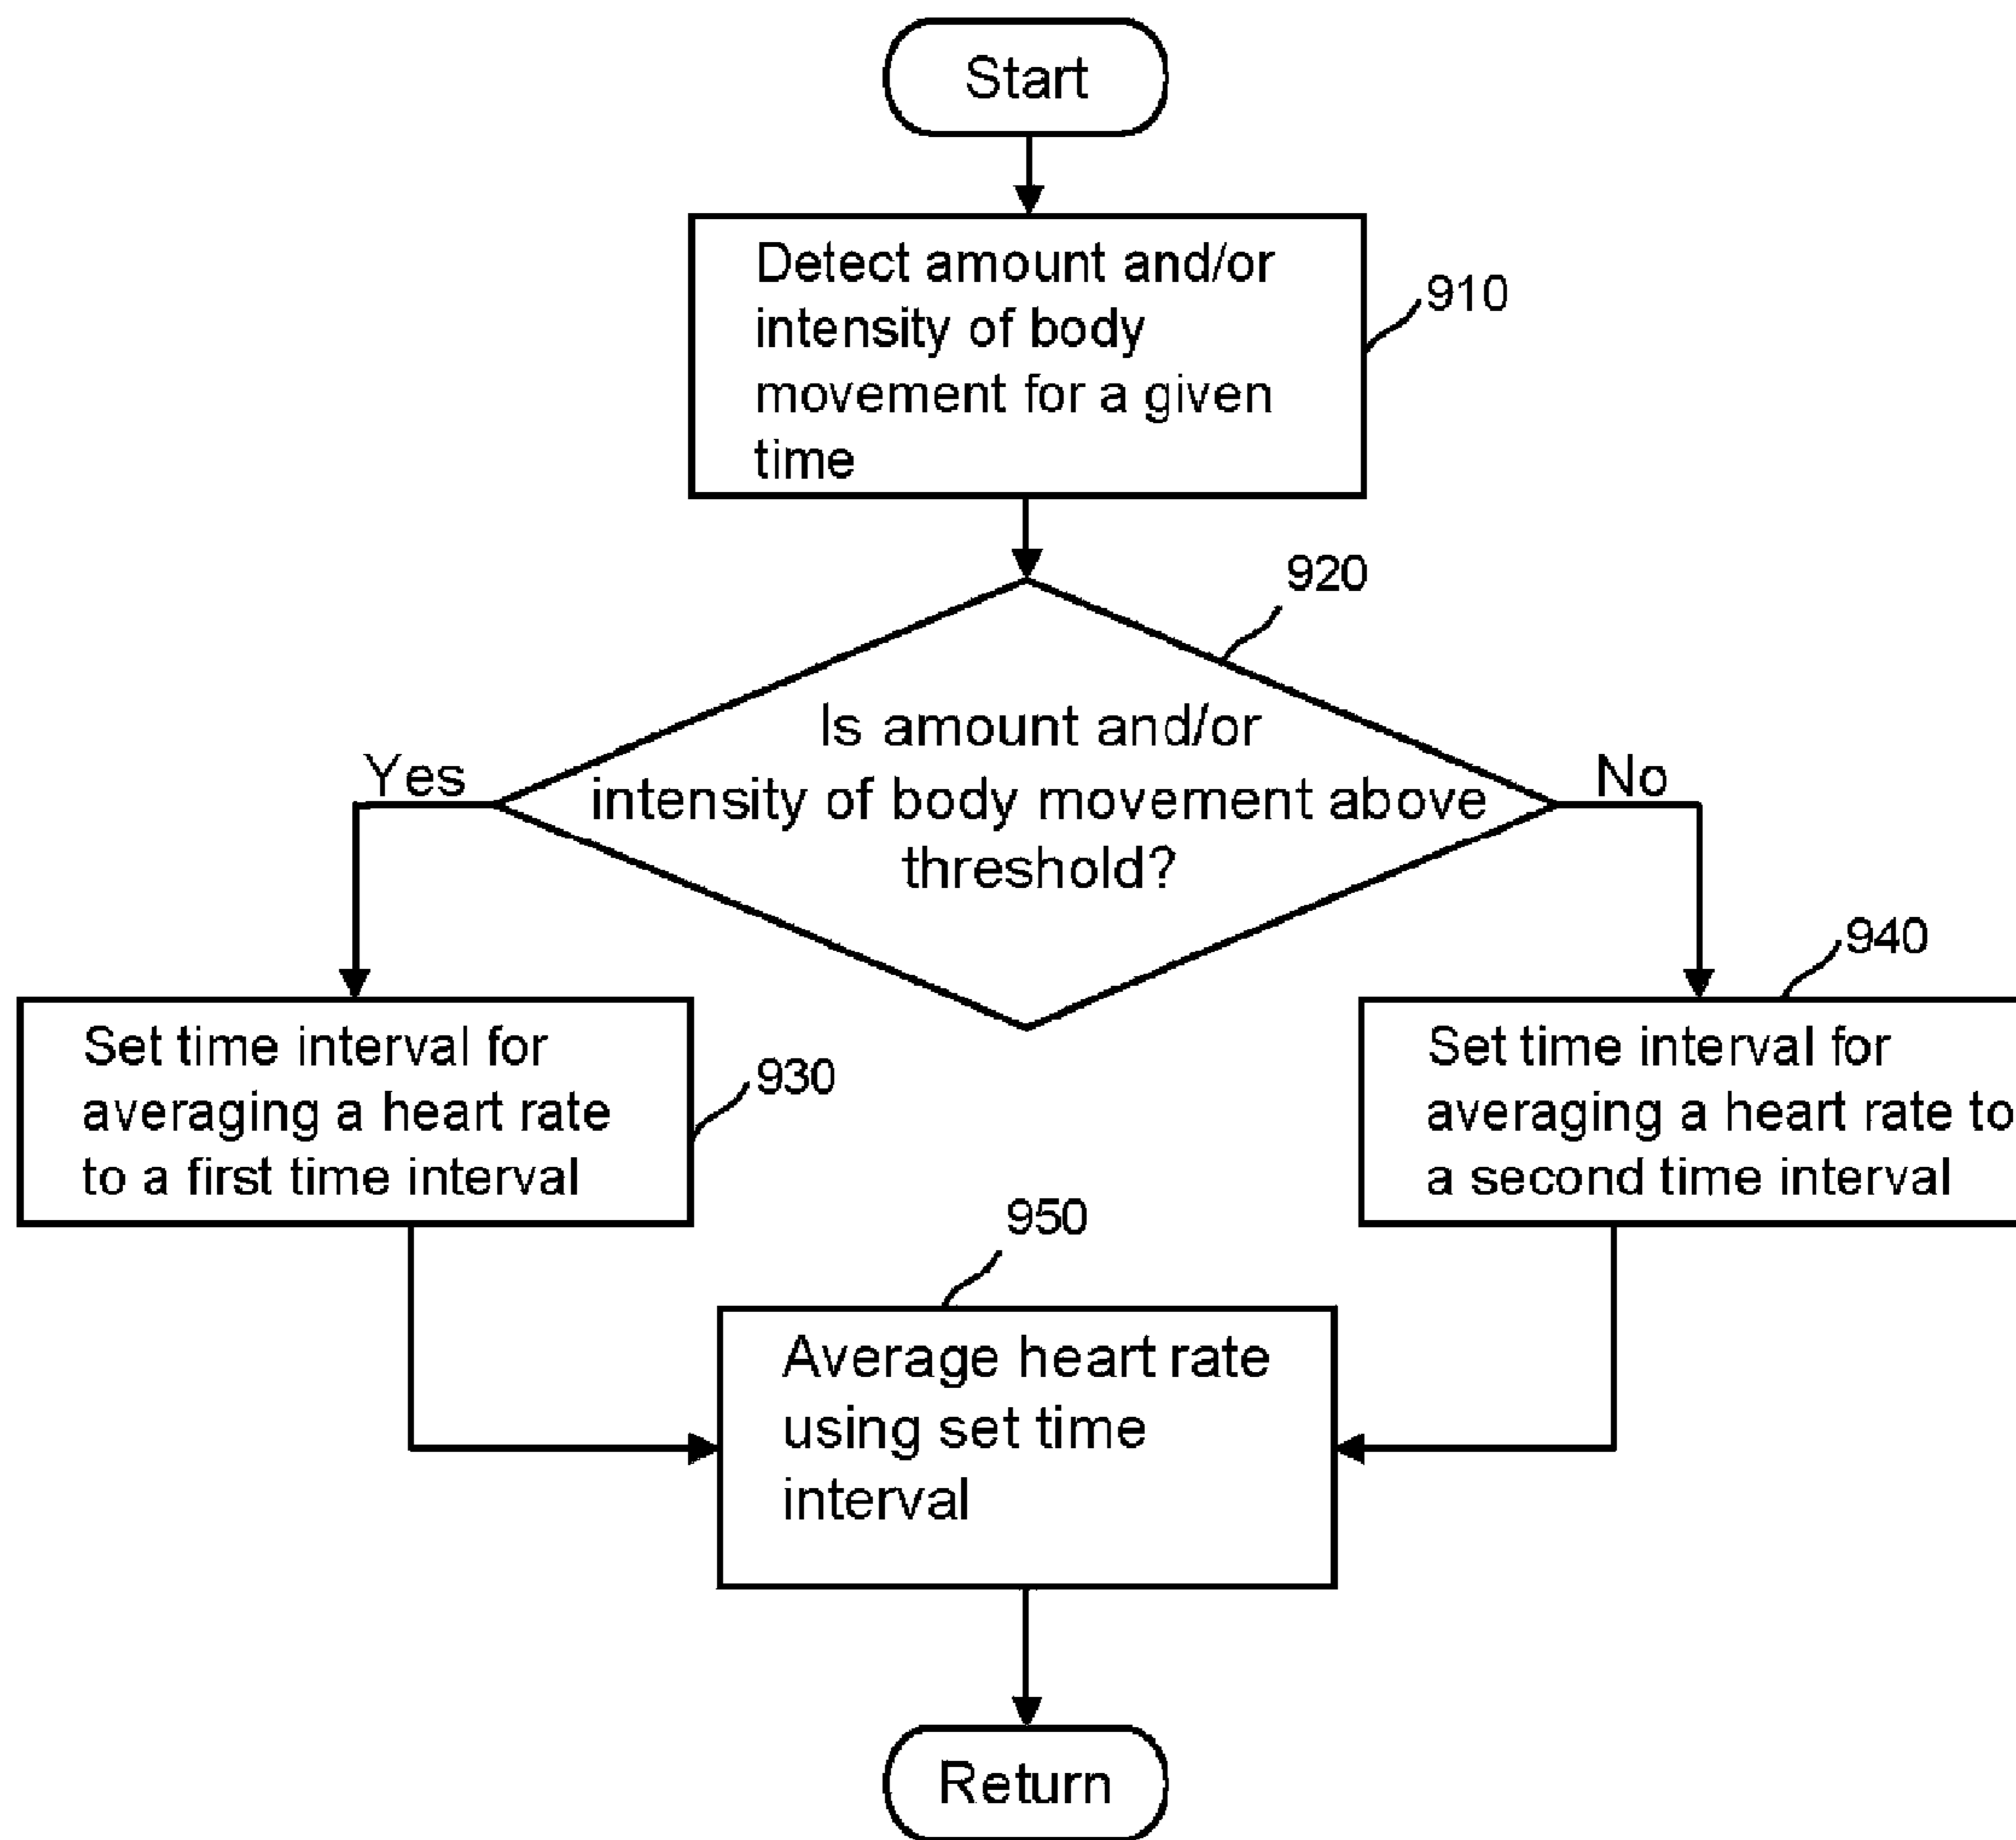 Start
Detect amount and/or
intensity of body
movement for a given
time
910
920
Is amount and/or
intensity of body movement above
threshold?
Yes
No
Set time interval for
averaging a heart rate
to a first time interval
930
940
Set time interval for
averaging a heart rate to
a second time interval
950
Average heart rate
using set time
interval
Return